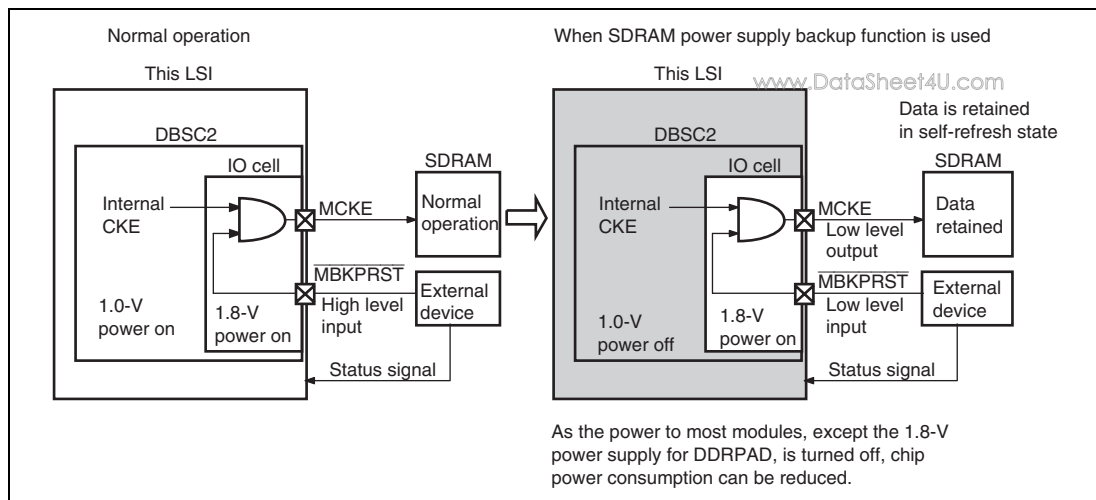 Normal operation
This LSI
DBSC2
IO cell
SDRAM
Internal
CKE
MCKE
Normal
operation
MBKPRST
High level
input
External
device
1.0-V
power on
1.8-V
power on
Status signal
When SDRAM power supply backup function is used
This LSI
www.DataSheet4U.com
Data is retained
in self-refresh state
DBSC2
IO cell
SDRAM
Internal
CKE
MCKE
Low level
output
Data
retained
MBKPRST
Low level
input
External
device
1.0-V
power off
1.8-V
power on
Status signal
As the power to most modules, except the 1.8-V
power supply for DDRPAD, is turned off, chip
power consumption can be reduced.